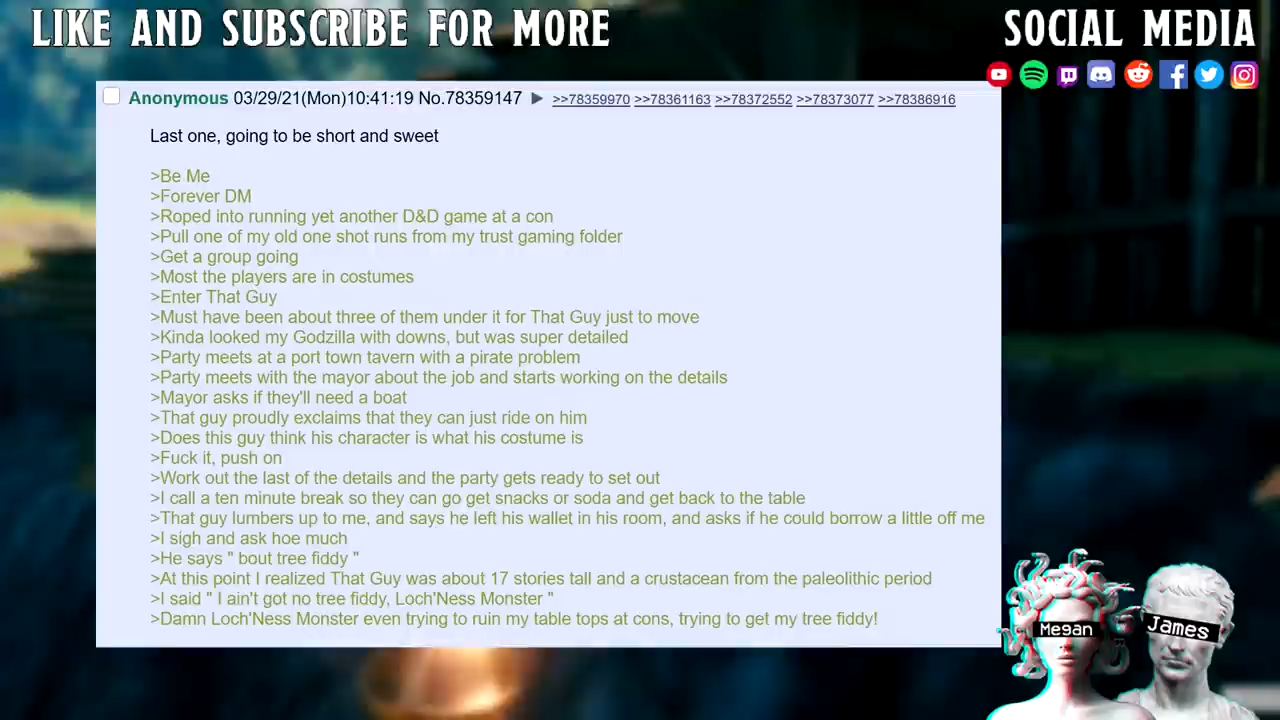 LIKE AND SUBSCRIBE FOR MORE
SOCIAL MEDIA
Anonymous 03/29/21(Mon)10:41:19 No.78359147 ▶ >>78359970 >>78361163 >>78372552 >>78373077 >>78386916
Last one, going to be short and sweet
>Be Me
>Forever DM
>Roped into running yet another D&D game at a con
>Pull one of my old one shot runs from my trust gaming folder
>Get a group going
>Most the players are in costumes
>Enter That Guy
>Must have been about three of them under it for That Guy just to move
>Kinda looked my Godzilla with downs, but was super detailed
>Party meets at a port town tavern with a pirate problem
>Party meets with the mayor about the job and starts working on the details
>Mayor asks if they'll need a boat
>That guy proudly exclaims that they can just ride on him
>Does this guy think his character is what his costume is
>Fuck it, push on
>Work out the last of the details and the party gets ready to set out
>I call a ten minute break so they can go get snacks or soda and get back to the table
>That guy lumbers up to me, and says he left his wallet in his room, and asks if he could borrow a little off me
>I sigh and ask hoe much
>He says " bout tree fiddy "
>At this point I realized That Guy was about 17 stories tall and a crustacean from the paleolithic period
>I said " I ain't got no tree fiddy, Loch'Ness Monster "
>Damn Loch'Ness Monster even trying to ruin my table tops at cons, trying to get my tree fiddy!
Megan
James